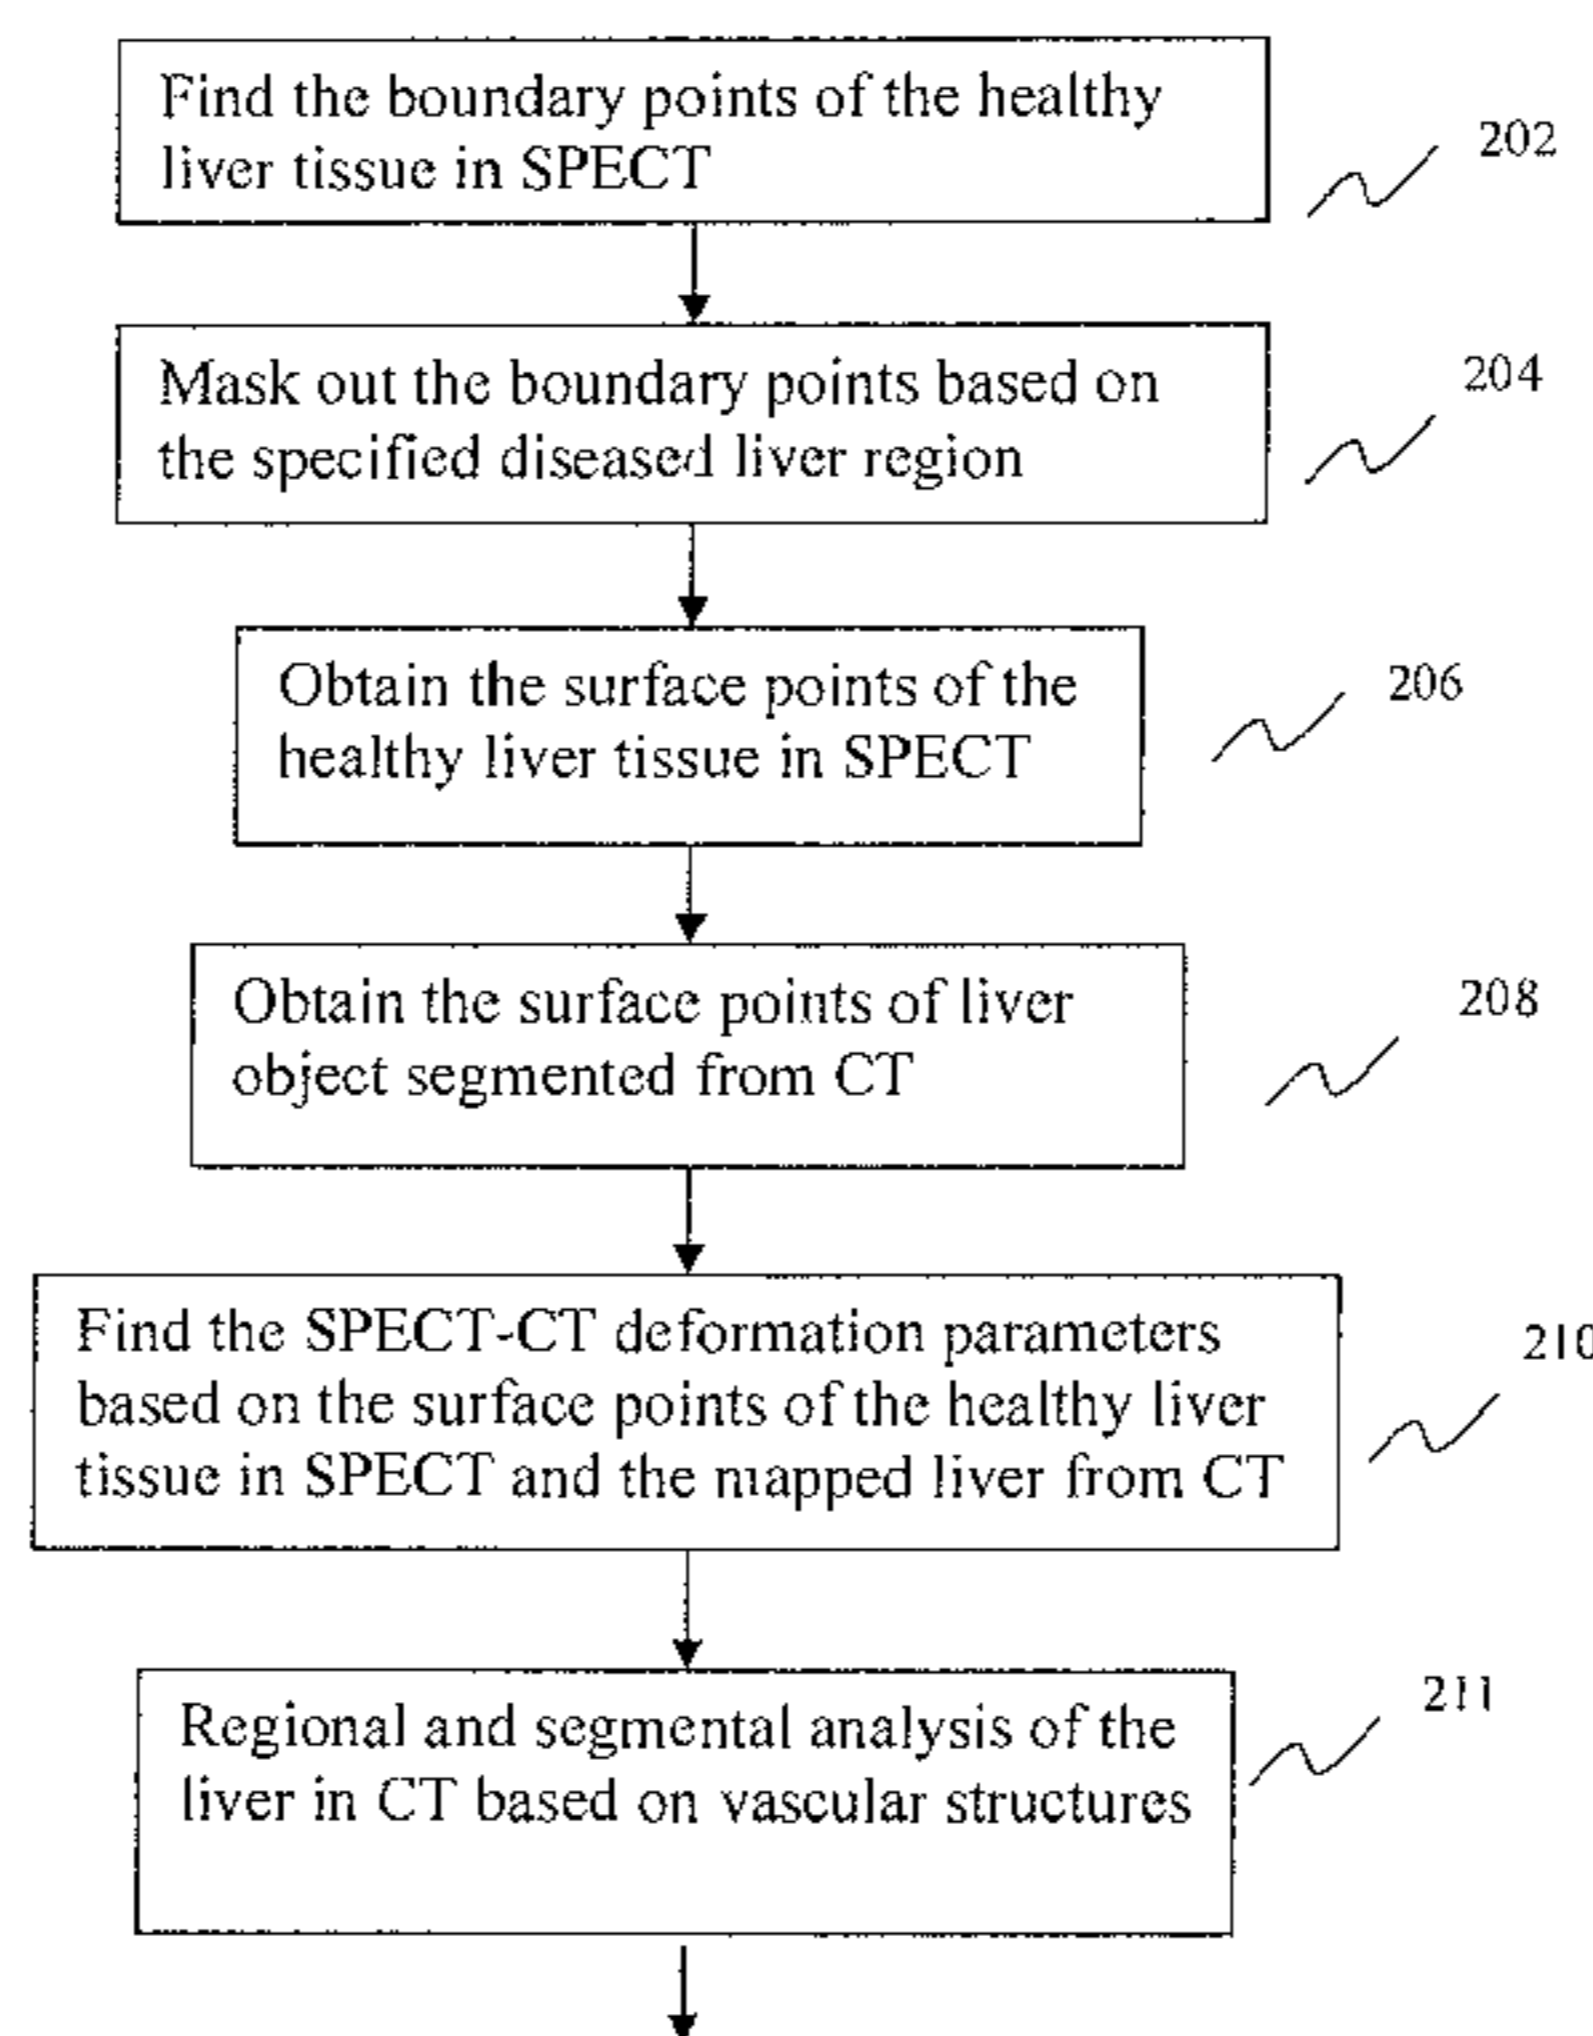 Find the boundary points of the healthy
liver tissue in SPECT
202
Mask out the boundary points based on
the specified diseased liver region
204
Obtain the surface points of the
healthy liver tissue in SPECT
206
Obtain the surface points of liver
object segmented from CT
208
Find the SPECT-CT deformation parameters
based on the surface points of the healthy liver
tissue in SPECT and the mapped liver from CT
210
Regional and segmental analysis of the
liver in CT based on vascular structures
211